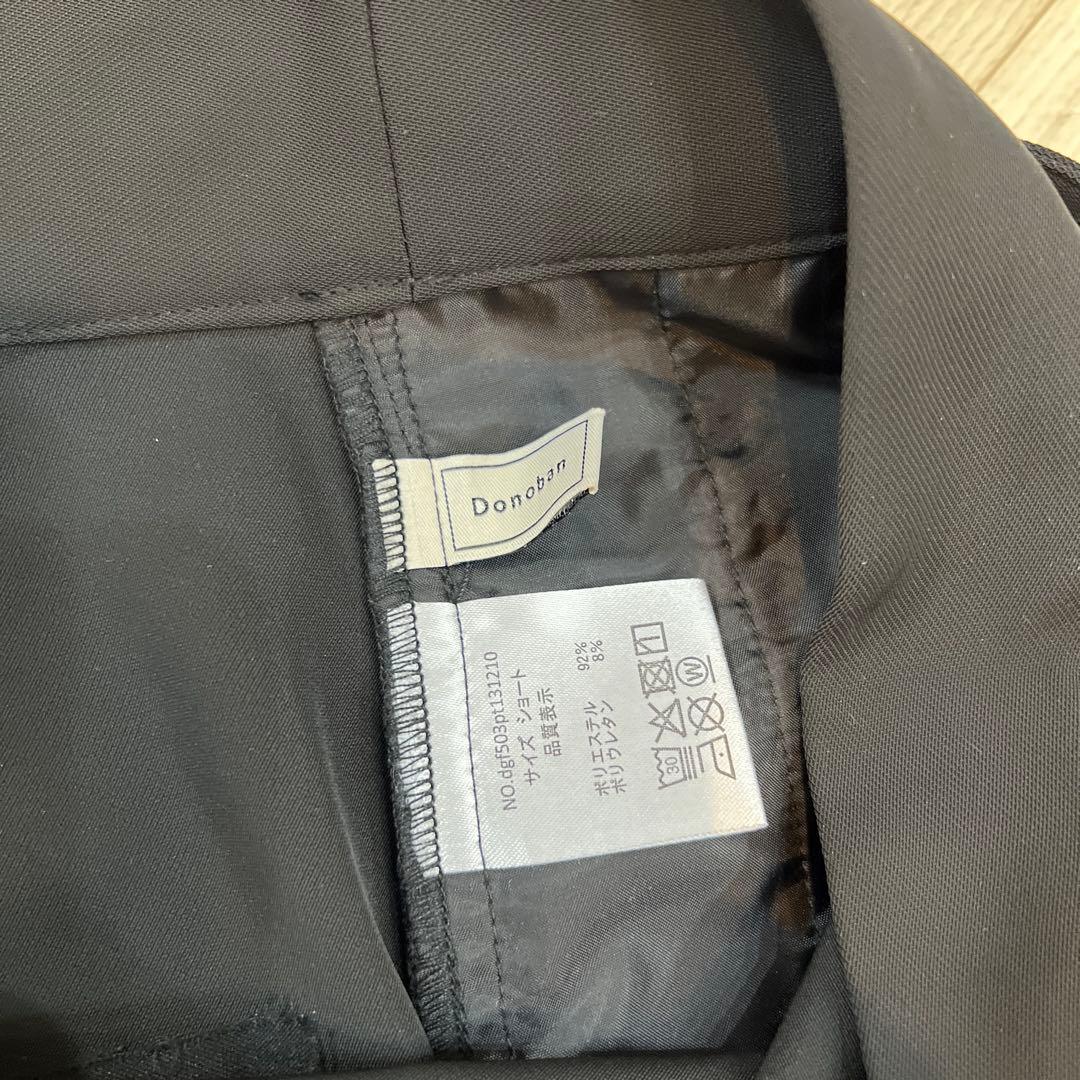 Donoban
NO.dgf503pt131210
サイズ ショート
品質表示
ポリエステル 92%
ポリウレタン 8%
30
W